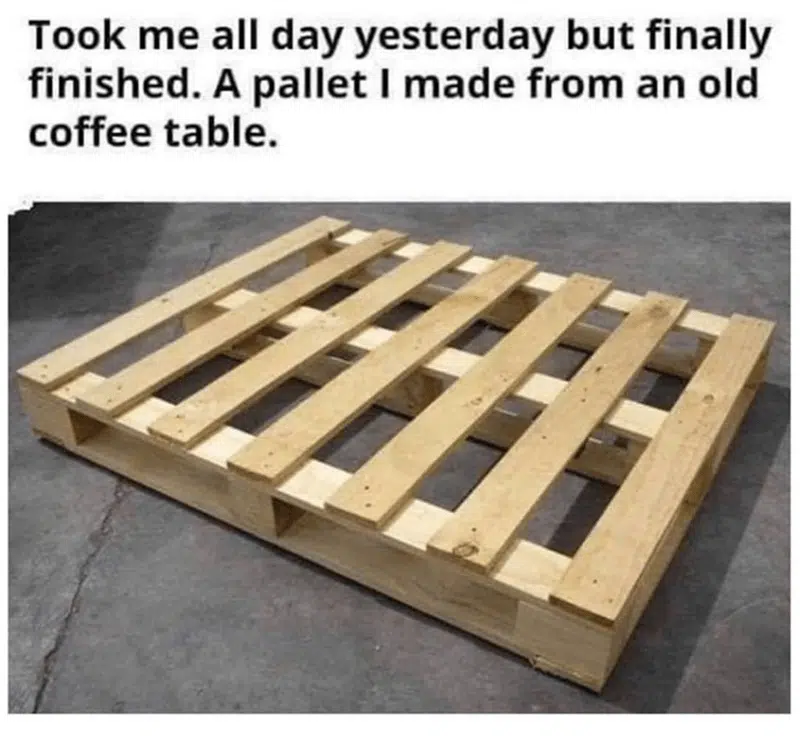 Took me all day yesterday but finally
finished. A pallet I made from an old
coffee table.